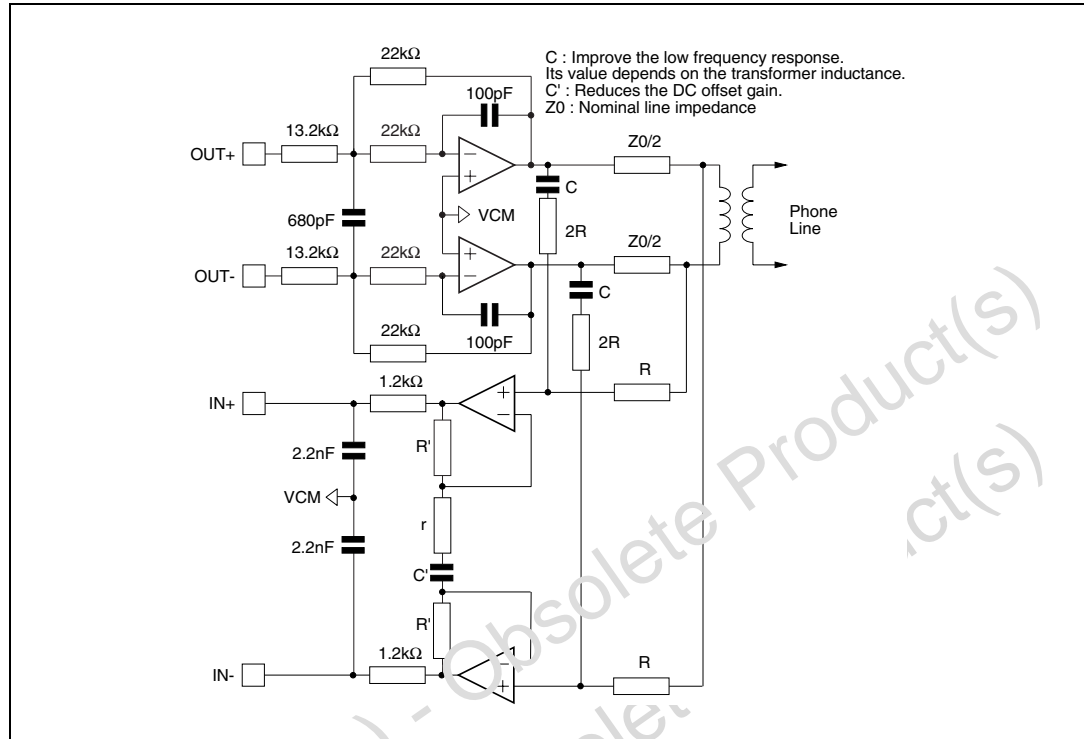 C : Improve the low frequency response.
Its value depends on the transformer inductance.
C' : Reduces the DC offset gain.
Z0 : Nominal line impedance
22kΩ
100pF
13.2kΩ
22kΩ
OUT+
Z0/2
C
VCM
2R
Phone
Line
680pF
13.2kΩ
22kΩ
Z0/2
OUT-
C
22kΩ
100pF
2R
1.2kΩ
R
IN+
R'
2.2nF
VCM
r
2.2nF
C'
R'
1.2kΩ
R
IN-
+
−
+
−
+
−
+
−
) - Obsolete Product(s)
solete
ct(s)